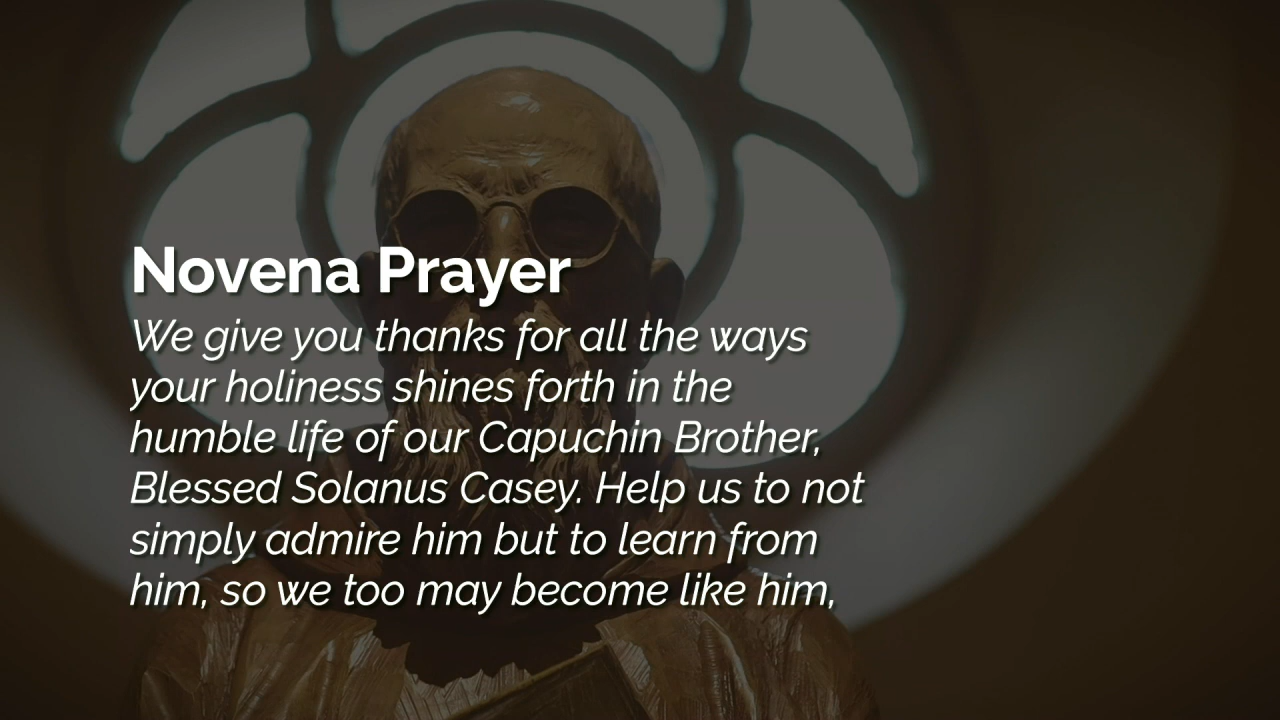 Novena Prayer
We give you thanks for all the ways
your holiness shines forth in the
humble life of our Capuchin Brother,
Blessed Solanus Casey. Help us to not
simply admire him but to learn from
him, so we too may become like him,